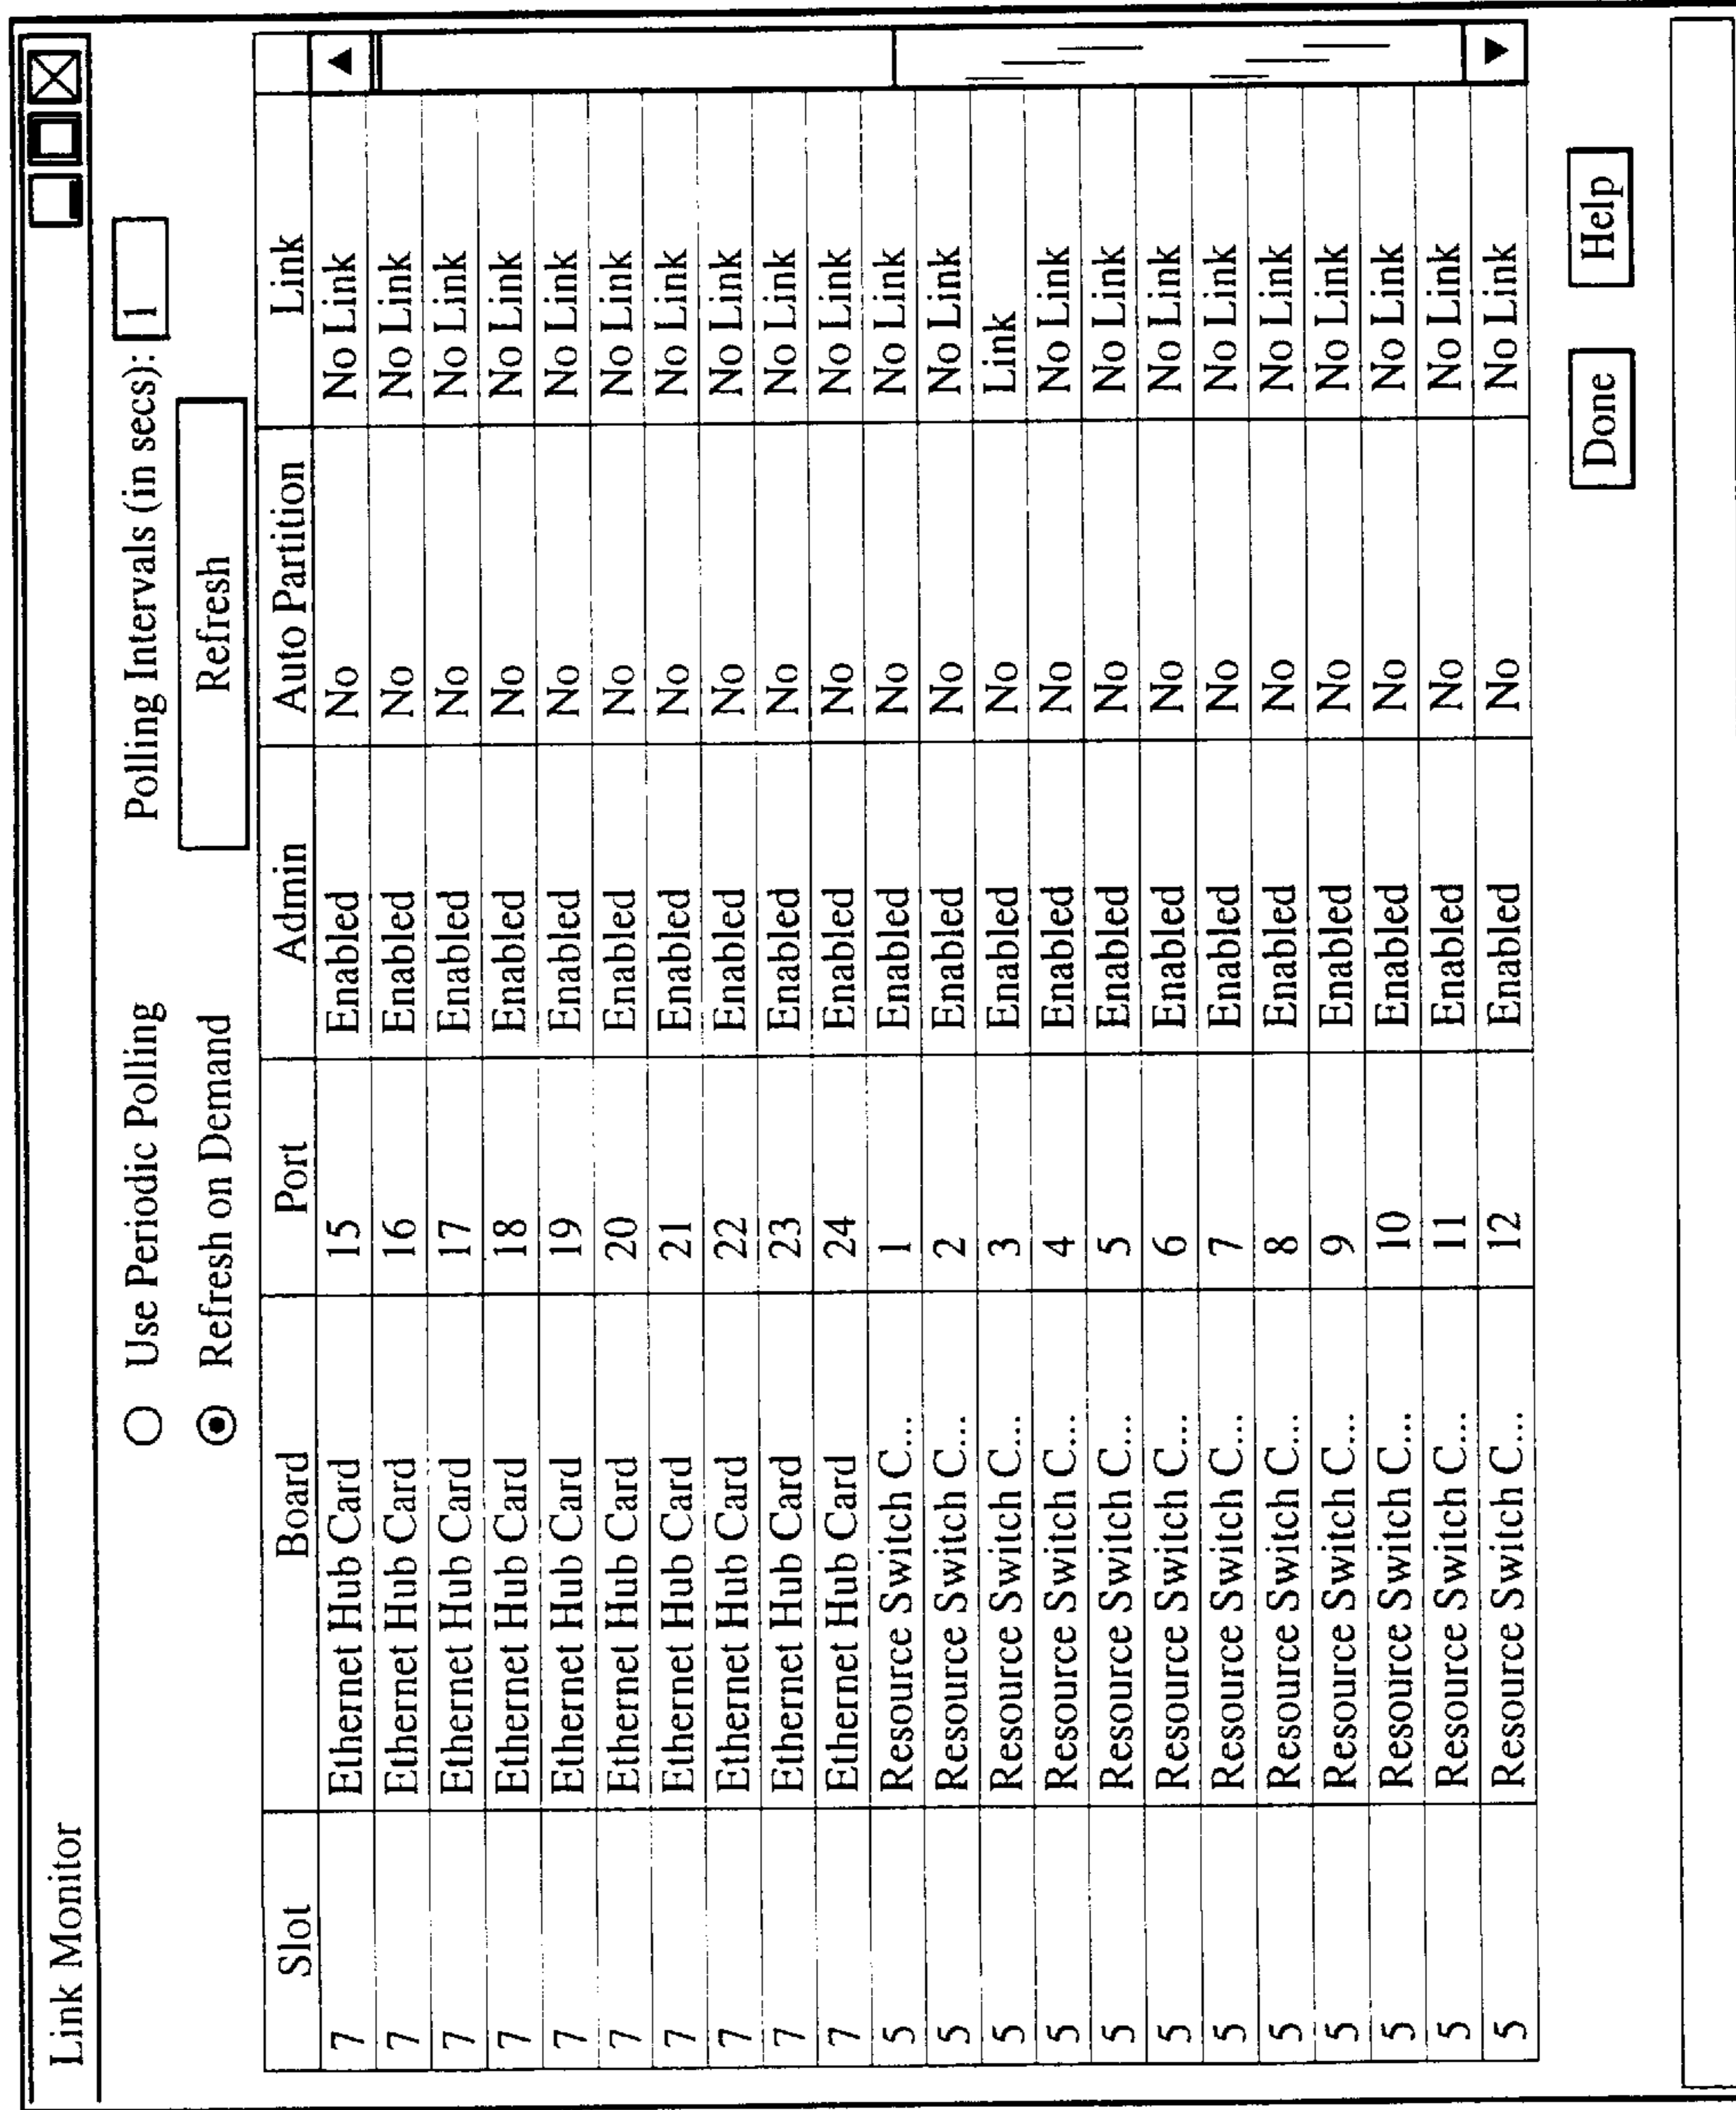 Link Monitor
Use Periodic Polling Polling Intervals (in secs): 1
Refresh on Demand Refresh
Slot Board Port Admin Auto Partition Link
7 Ethernet Hub Card 15 Enabled No No Link
7 Ethernet Hub Card 16 Enabled No No Link
7 Ethernet Hub Card 17 Enabled No No Link
7 Ethernet Hub Card 18 Enabled No No Link
7 Ethernet Hub Card 19 Enabled No No Link
7 Ethernet Hub Card 20 Enabled No No Link
7 Ethernet Hub Card 21 Enabled No No Link
7 Ethernet Hub Card 22 Enabled No No Link
7 Ethernet Hub Card 23 Enabled No No Link
7 Ethernet Hub Card 24 Enabled No No Link
5 Resource Switch C... 1 Enabled No No Link
5 Resource Switch C... 2 Enabled No No Link
5 Resource Switch C... 3 Enabled No Link
5 Resource Switch C... 4 Enabled No No Link
5 Resource Switch C... 5 Enabled No No Link
5 Resource Switch C... 6 Enabled No No Link
5 Resource Switch C... 7 Enabled No No Link
5 Resource Switch C... 8 Enabled No No Link
5 Resource Switch C... 9 Enabled No No Link
5 Resource Switch C... 10 Enabled No No Link
5 Resource Switch C... 11 Enabled No No Link
5 Resource Switch C... 12 Enabled No No Link
Done Help